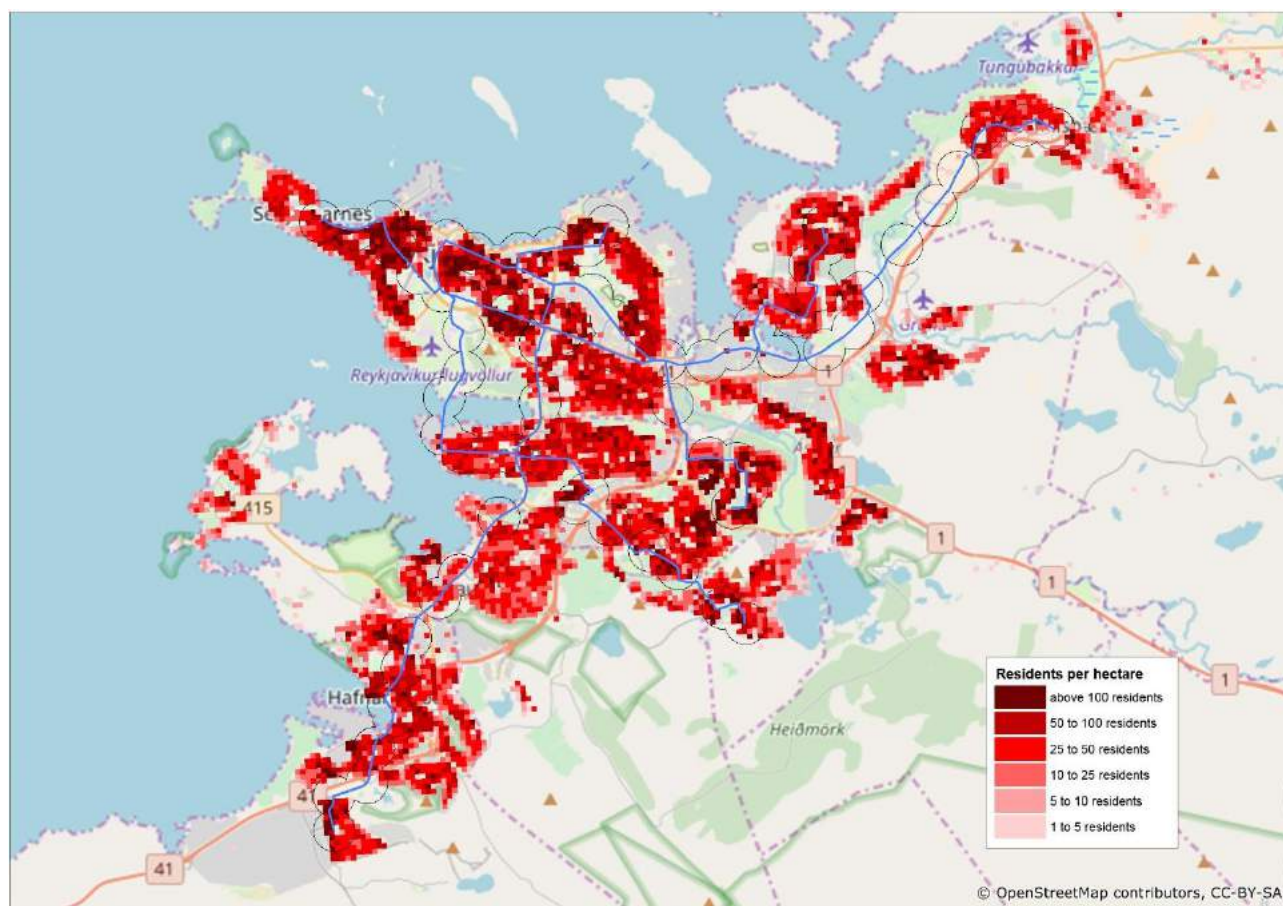 Tungubakkar
Reykjavíkurflugvöllur
1
1
415
1
1
1
Heiðmörk
41
41
Residents per hectare
above 100 residents
50 to 100 residents
25 to 50 residents
10 to 25 residents
5 to 10 residents
1 to 5 residents
© OpenStreetMap contributors, CC-BY-SA